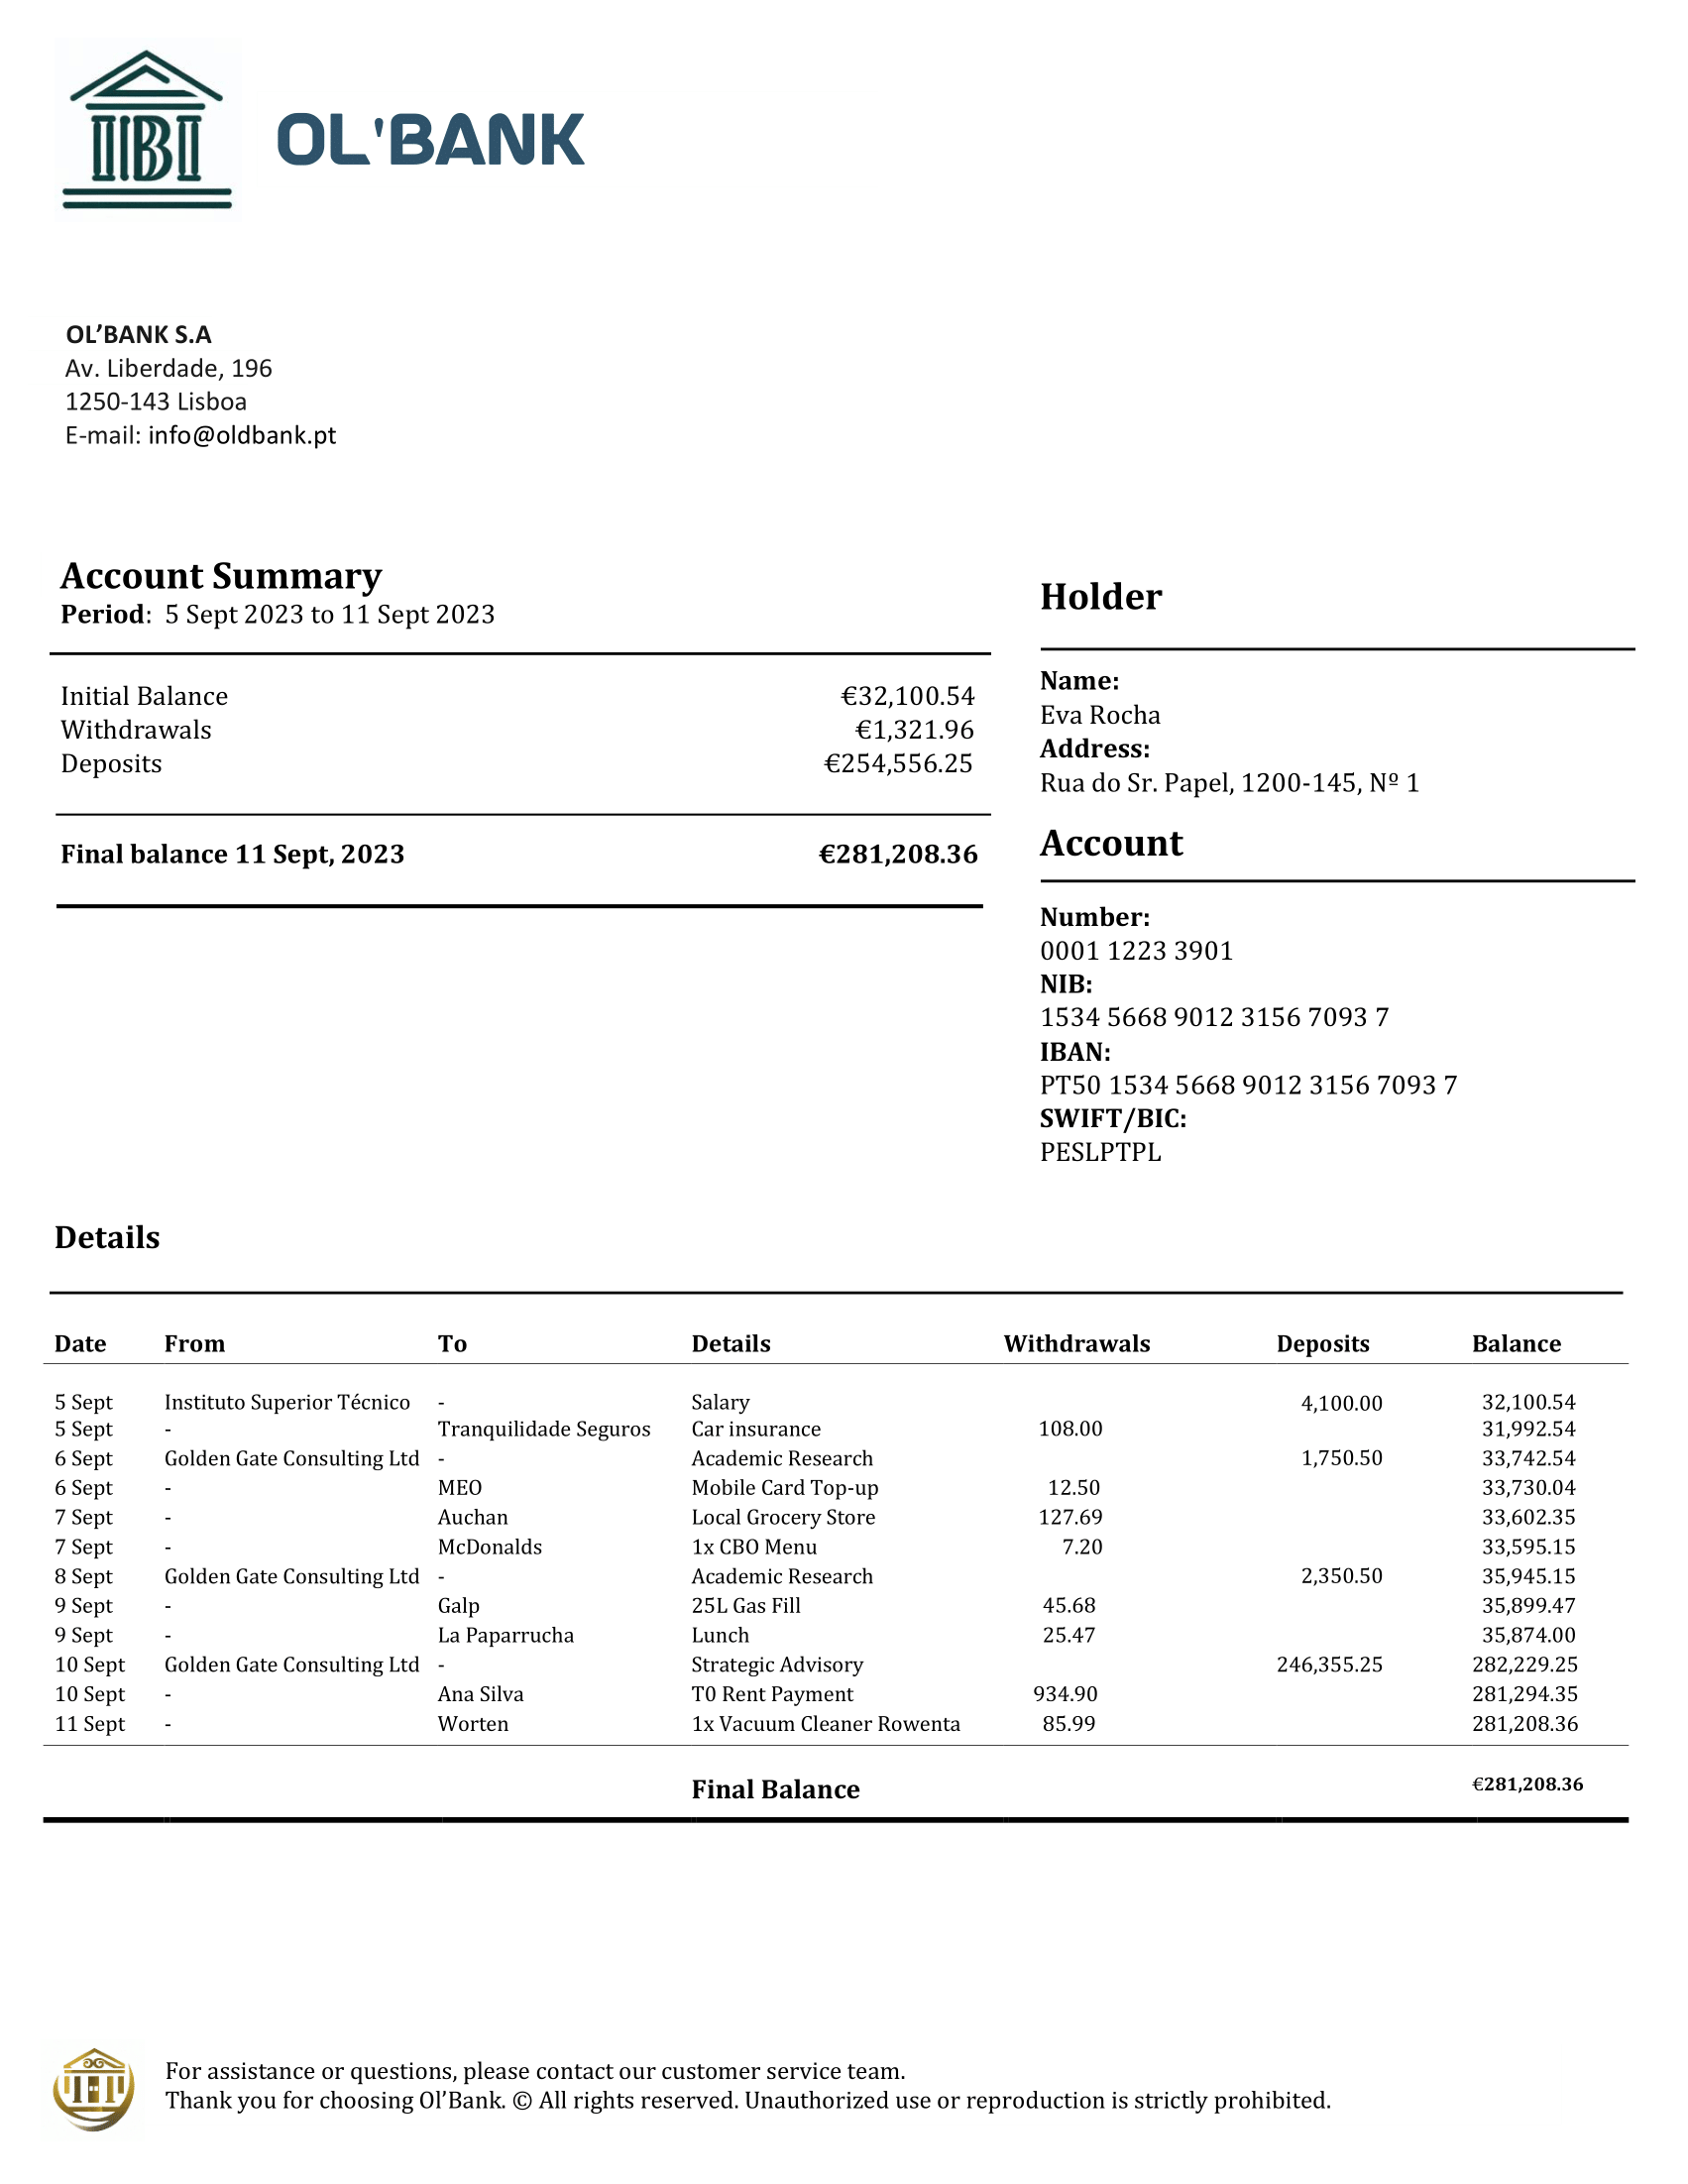 OL'BANK
OL’BANK S.A
Av. Liberdade, 196
1250-143 Lisboa
E-mail: info@oldbank.pt
Account Summary
Period: 5 Sept 2023 to 11 Sept 2023
Initial Balance €32,100.54
Withdrawals €1,321.96
Deposits €254,556.25
Final balance 11 Sept, 2023 €281,208.36
Holder
Name:
Eva Rocha
Address:
Rua do Sr. Papel, 1200-145, Nº 1
Account
Number:
0001 1223 3901
NIB:
1534 5668 9012 3156 7093 7
IBAN:
PT50 1534 5668 9012 3156 7093 7
SWIFT/BIC:
PESLPTPL
Details
Date From To Details Withdrawals Deposits Balance
5 Sept Instituto Superior Técnico - Salary 4,100.00 32,100.54
5 Sept - Tranquilidade Seguros Car insurance 108.00 31,992.54
6 Sept Golden Gate Consulting Ltd - Academic Research 1,750.50 33,742.54
6 Sept - MEO Mobile Card Top-up 12.50 33,730.04
7 Sept - Auchan Local Grocery Store 127.69 33,602.35
7 Sept - McDonalds 1x CBO Menu 7.20 33,595.15
8 Sept Golden Gate Consulting Ltd - Academic Research 2,350.50 35,945.15
9 Sept - Galp 25L Gas Fill 45.68 35,899.47
9 Sept - La Paparrucha Lunch 25.47 35,874.00
10 Sept Golden Gate Consulting Ltd - Strategic Advisory 246,355.25 282,229.25
10 Sept - Ana Silva T0 Rent Payment 934.90 281,294.35
11 Sept - Worten 1x Vacuum Cleaner Rowenta 85.99 281,208.36
Final Balance €281,208.36
For assistance or questions, please contact our customer service team.
Thank you for choosing Ol’Bank. © All rights reserved. Unauthorized use or reproduction is strictly prohibited.